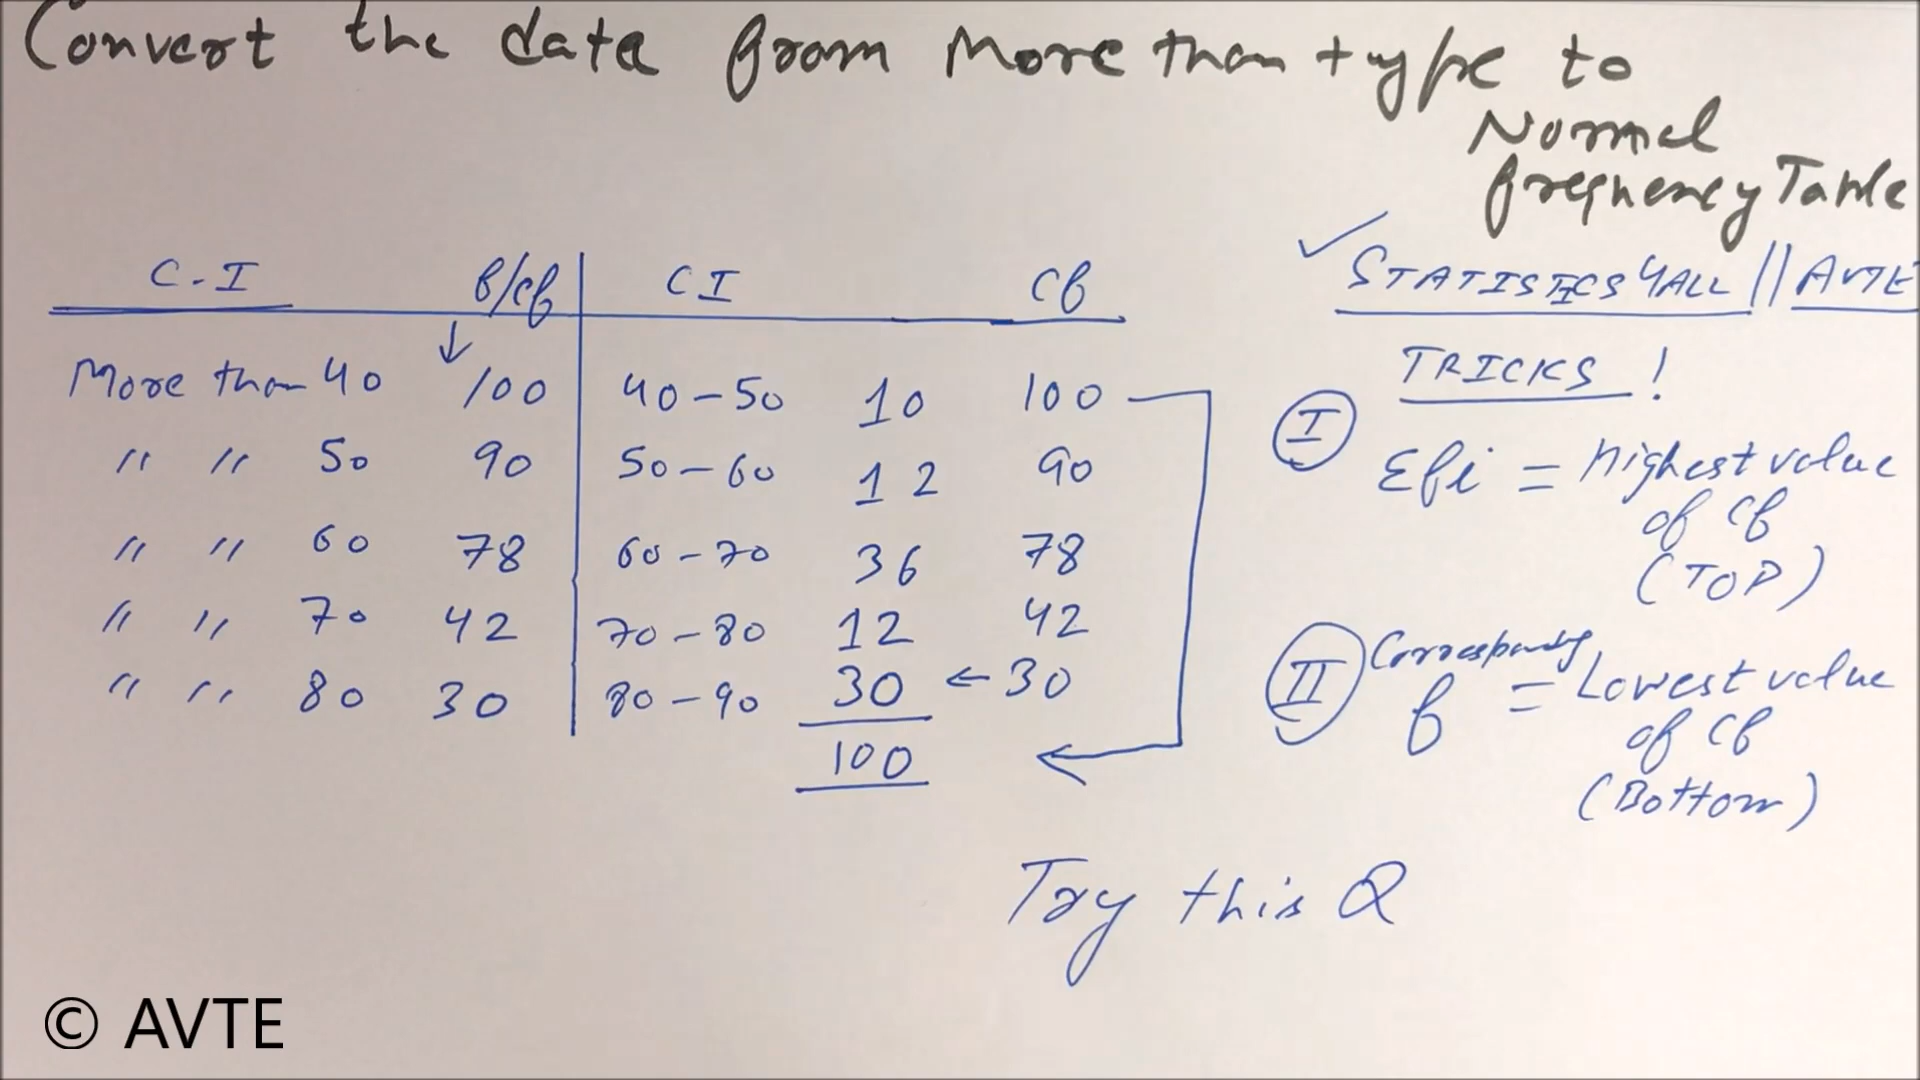 Convert the data from More than type to
Normal
frequency Table
✓ STATISTICS 4ALL // AVTE
C-I f/cf CI cf
TRICKS !
More than 40 100 40-50 10 100
" " 50 90 50-60 12 90
" " 60 78 60-70 36 78
" " 70 42 70-80 12 42
" " 80 30 80-90 30 ← 30
100
I Σfi = Highest value
of cf
(TOP)
II Corresponding
f = Lowest value
of cf
(Bottom)
Try this Q
© AVTE